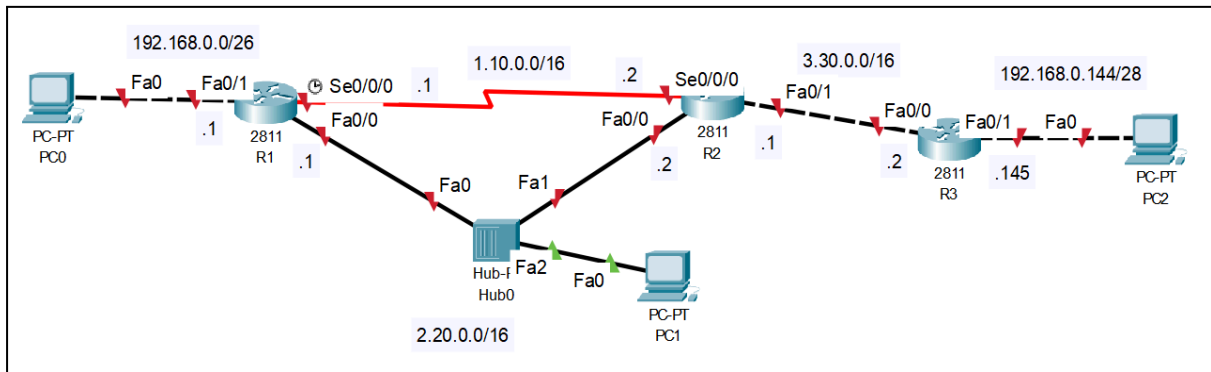 192.168.0.0/26
1.10.0.0/16
3.30.0.0/16
192.168.0.144/28
Fa0
Fa0/1
Se0/0/0
.1
.2
Se0/0/0
Fa0/1
Fa0/0
Fa0/1
Fa0
PC-PT
PC0
.1
2811
R1
Fa0/0
.1
Fa0/0
.2
2811
R2
.1
.2
2811
R3
.145
PC-PT
PC2
Fa0
Fa1
Hub-P
Hub0
Fa2
Fa0
PC-PT
PC1
2.20.0.0/16